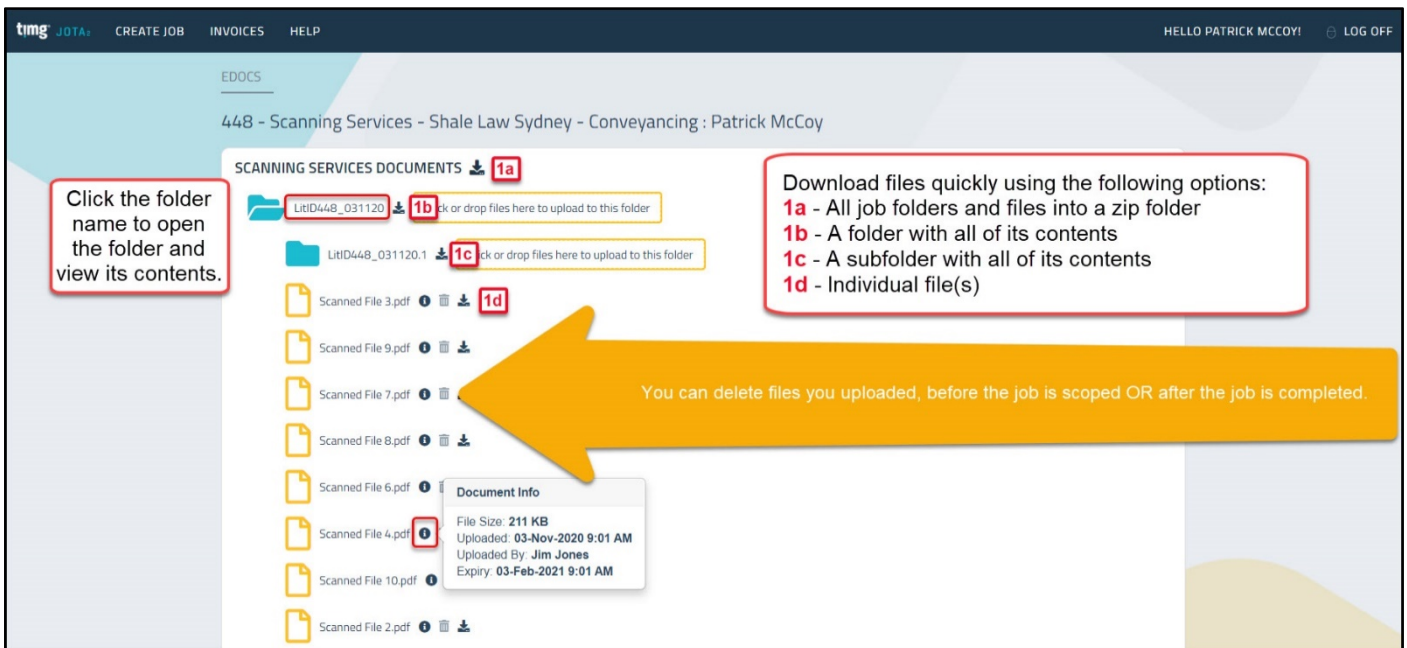 timg JOTA2 CREATE JOB INVOICES HELP HELLO PATRICK MCCOY! LOG OFF
EDOCS
448 - Scanning Services - Shale Law Sydney - Conveyancing : Patrick McCoy
SCANNING SERVICES DOCUMENTS 1a
Click the folder
name to open
the folder and
view its contents.
LitID448_031120 1b or drop files here to upload to this folder
LitID448_031120.1 1c or drop files here to upload to this folder
Scanned File 3.pdf 1d
Download files quickly using the following options:
1a - All job folders and files into a zip folder
1b - A folder with all of its contents
1c - A subfolder with all of its contents
1d - Individual file(s)
Scanned File 9.pdf
Scanned File 7.pdf
You can delete files you uploaded, before the job is scoped OR after the job is completed.
Scanned File 8.pdf
Scanned File 6.pdf
Scanned File 4.pdf
Document Info
File Size: 211 KB
Uploaded: 03-Nov-2020 9:01 AM
Uploaded By: Jim Jones
Expiry: 03-Feb-2021 9:01 AM
Scanned File 10.pdf
Scanned File 2.pdf